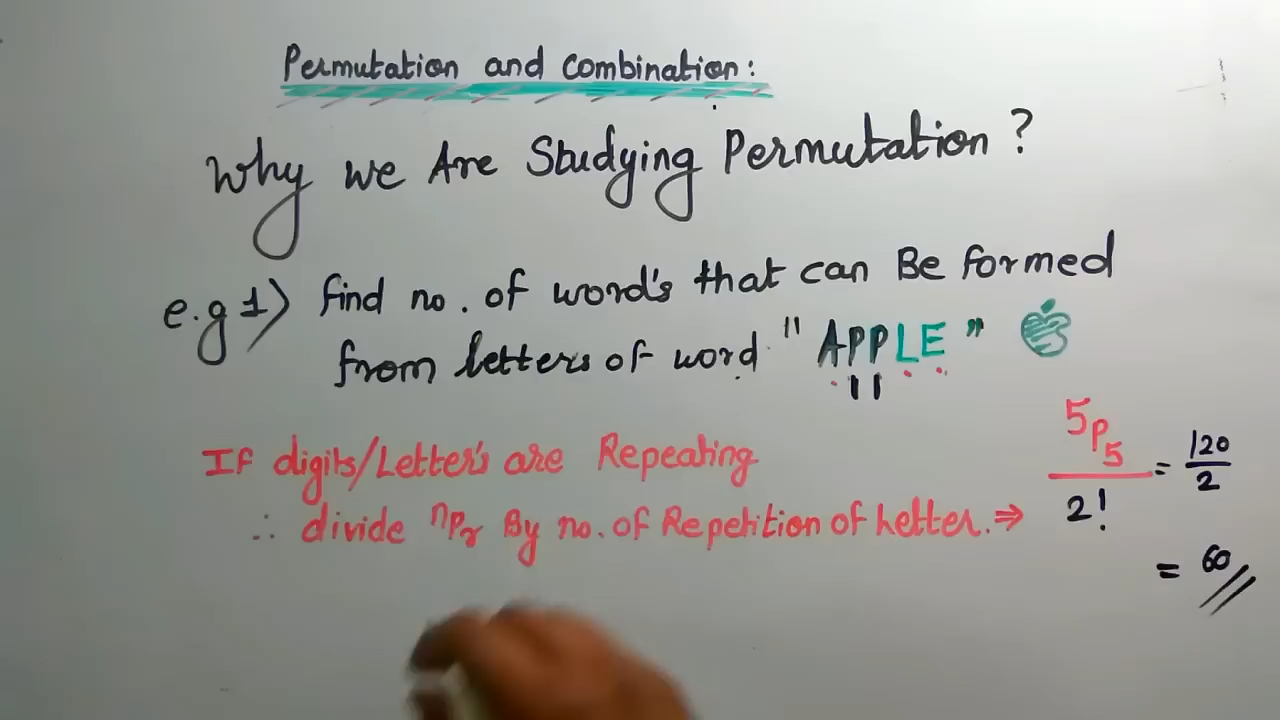 Permutation and combination:
Why we Are Studying Permutation ?
e.g 1) find no. of word's that can Be formed
from letters of word "APPLE"
If digits/Letter's are Repeating
∴ divide nPr By no. of Repetition of Letter. ⇒
5P5 / 2! = 120 / 2
= 60 //